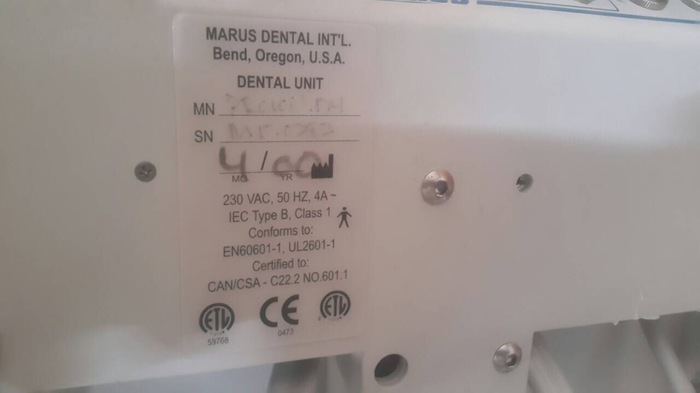 MARUS DENTAL INT'L.
Bend, Oregon, U.S.A.
DENTAL UNIT
MN
SN
4/00
MO. YR
230 VAC, 50 HZ, 4A~
IEC Type B, Class 1
Conforms to:
EN60601-1, UL2601-1
Certified to:
CAN/CSA - C22.2 NO.601.1
ETL CE ETL
59768 0473